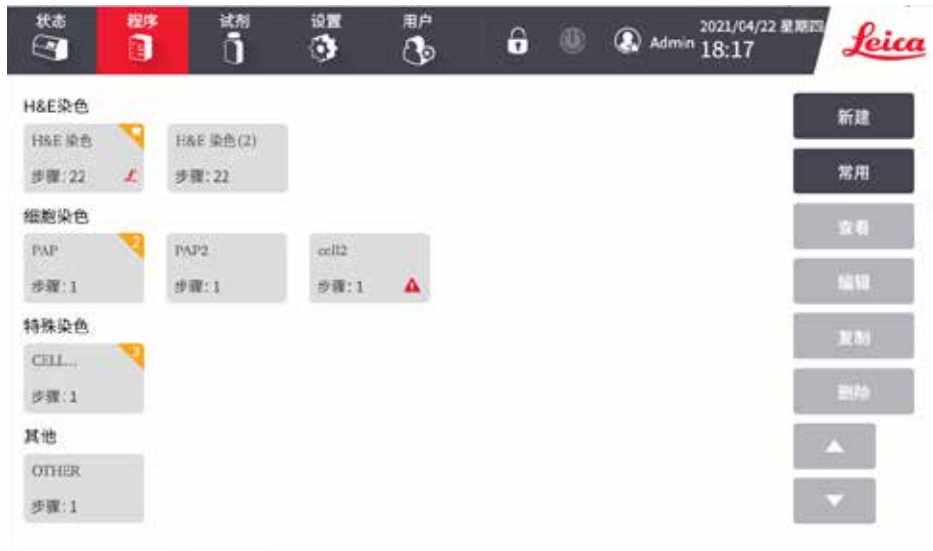 状态 程序 试剂 设置 用户
Admin 2021/04/22 星期四
18:17
Leica
H&E染色
H&E 染色 H&E 染色(2)
步骤: 22 步骤: 22
细胞染色
2
PAP PAP2 cell2
步骤: 1 步骤: 1 步骤: 1
特殊染色
3
CELL...
步骤: 1
其他
OTHER
步骤: 1
新建
常用
查看
编辑
复制
删除